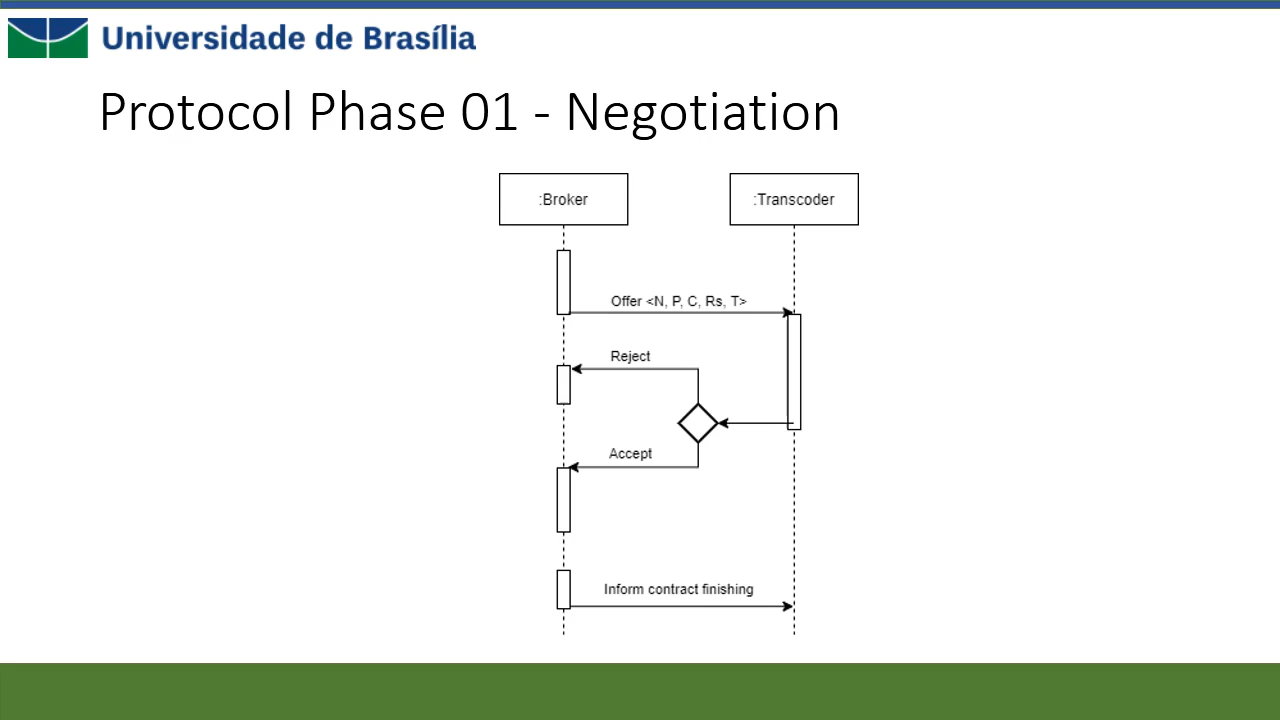 Universidade de Brasília
Protocol Phase 01 - Negotiation
:Broker
:Transcoder
Offer <N, P, C, Rs, T>
Reject
Accept
Inform contract finishing